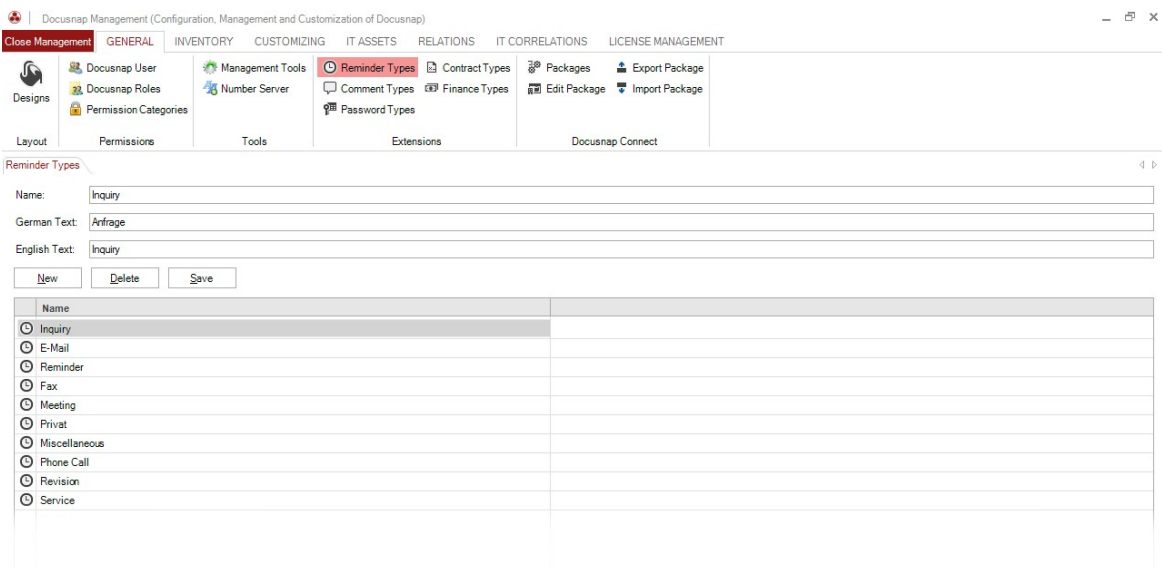 Docusnap Management (Configuration, Management and Customization of Docusnap)
Close Management GENERAL INVENTORY CUSTOMIZING IT ASSETS RELATIONS IT CORRELATIONS LICENSE MANAGEMENT
Docusnap User Management Tools Reminder Types Contract Types Packages Export Package
Designs Docusnap Roles Number Server Comment Types Finance Types Edit Package Import Package
Permission Categories Password Types
Layout Permissions Tools Extensions Docusnap Connect
Reminder Types
Name: Inquiry
German Text: Anfrage
English Text: Inquiry
New Delete Save
Name
Inquiry
E-Mail
Reminder
Fax
Meeting
Privat
Miscellaneous
Phone Call
Revision
Service